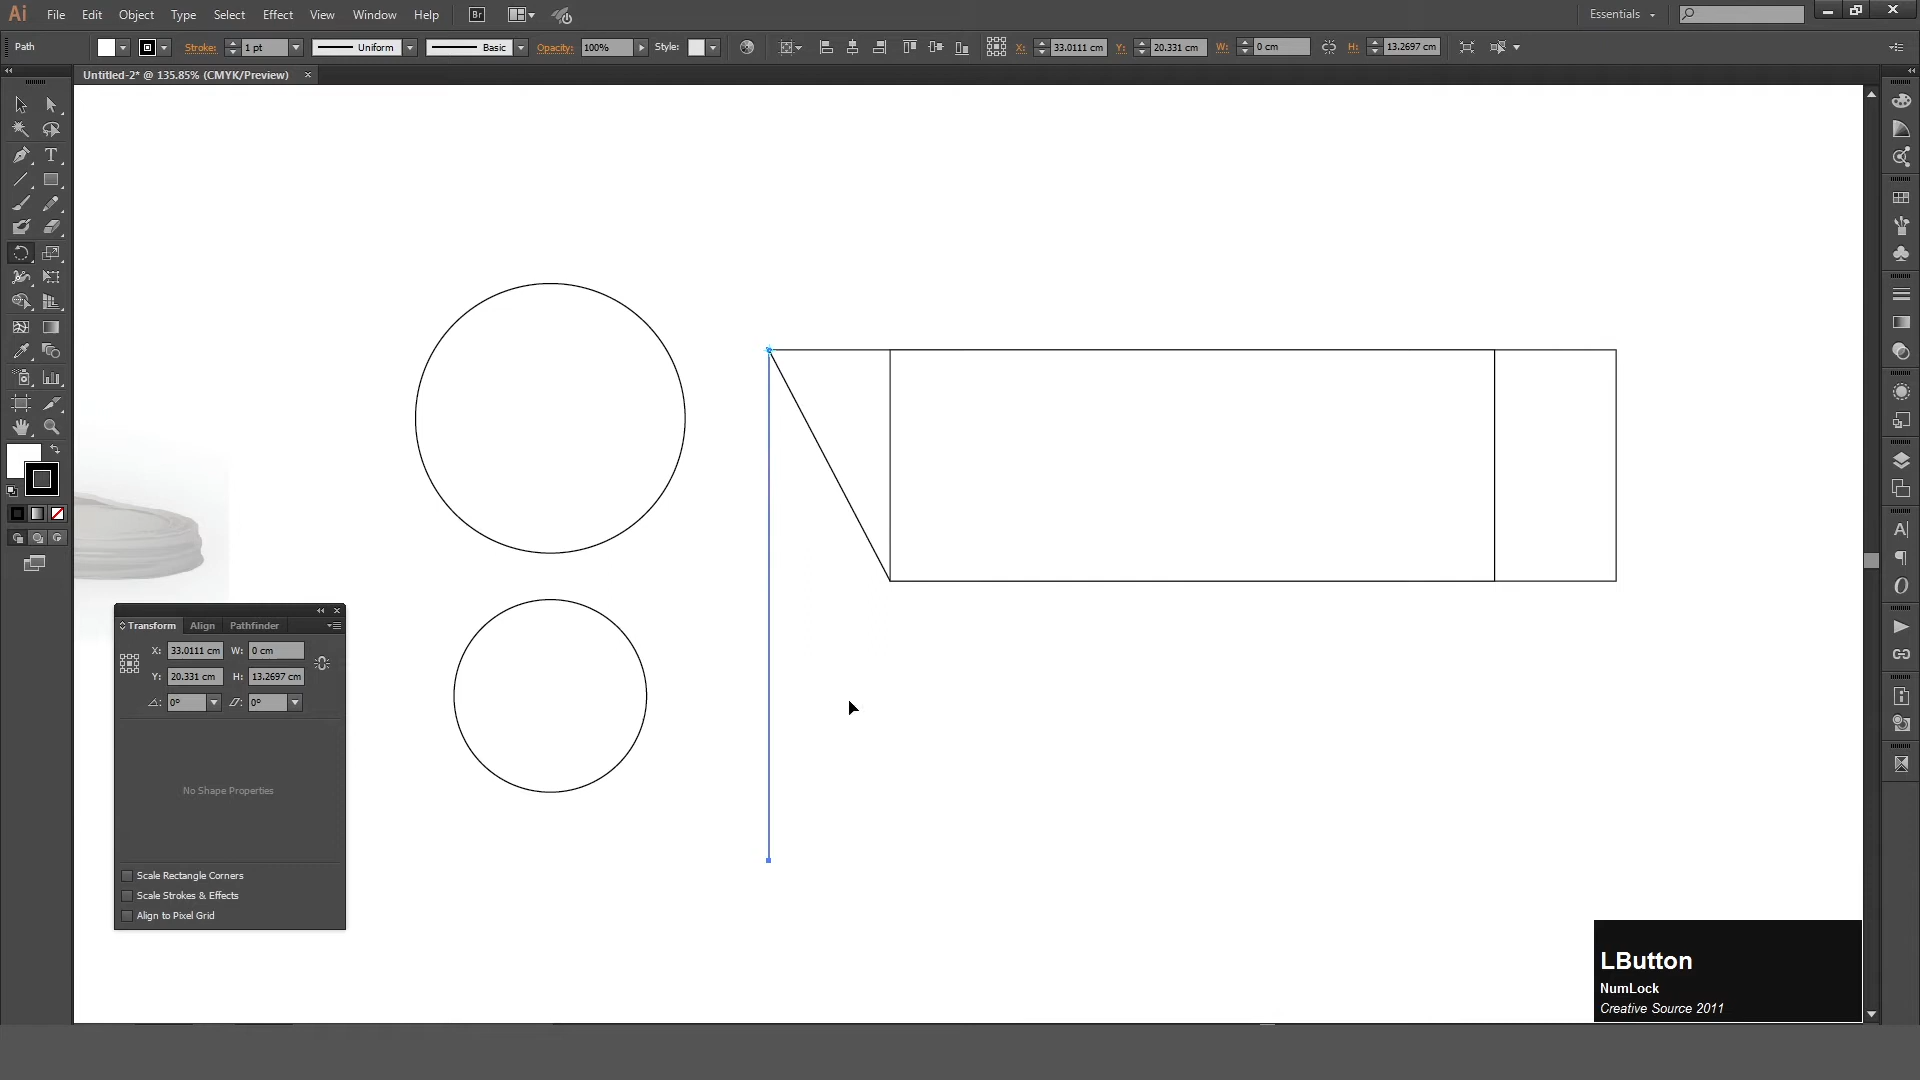 Ai File Edit Object Type Select Effect View Window Help Br Essentials
Path Stroke: 1 pt Uniform Basic Opacity: 100% Style: X: 33.0111 cm Y: 20.331 cm W: 0 cm H: 13.2697 cm
Untitled-2* @ 135.85% (CMYK/Preview) ×
Transform Align Pathfinder
X: 33.0111 cm W: 0 cm
Y: 20.331 cm H: 13.2697 cm
0° 0°
No Shape Properties
Scale Rectangle Corners
Scale Strokes & Effects
Align to Pixel Grid
LButton
NumLock
Creative Source 2011